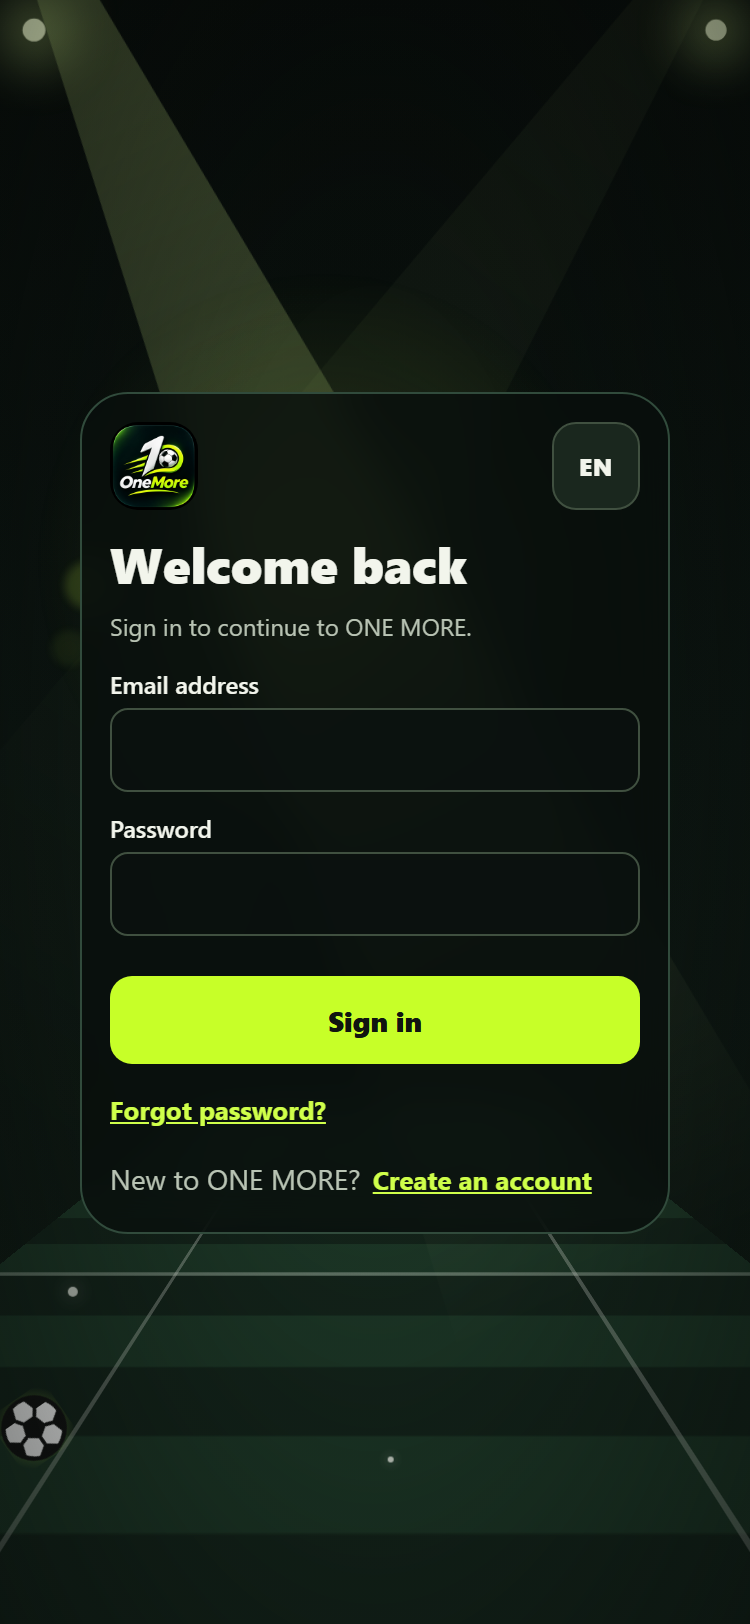 OneMore
EN
Welcome back
Sign in to continue to ONE MORE.
Email address
Password
Sign in
Forgot password?
New to ONE MORE? Create an account